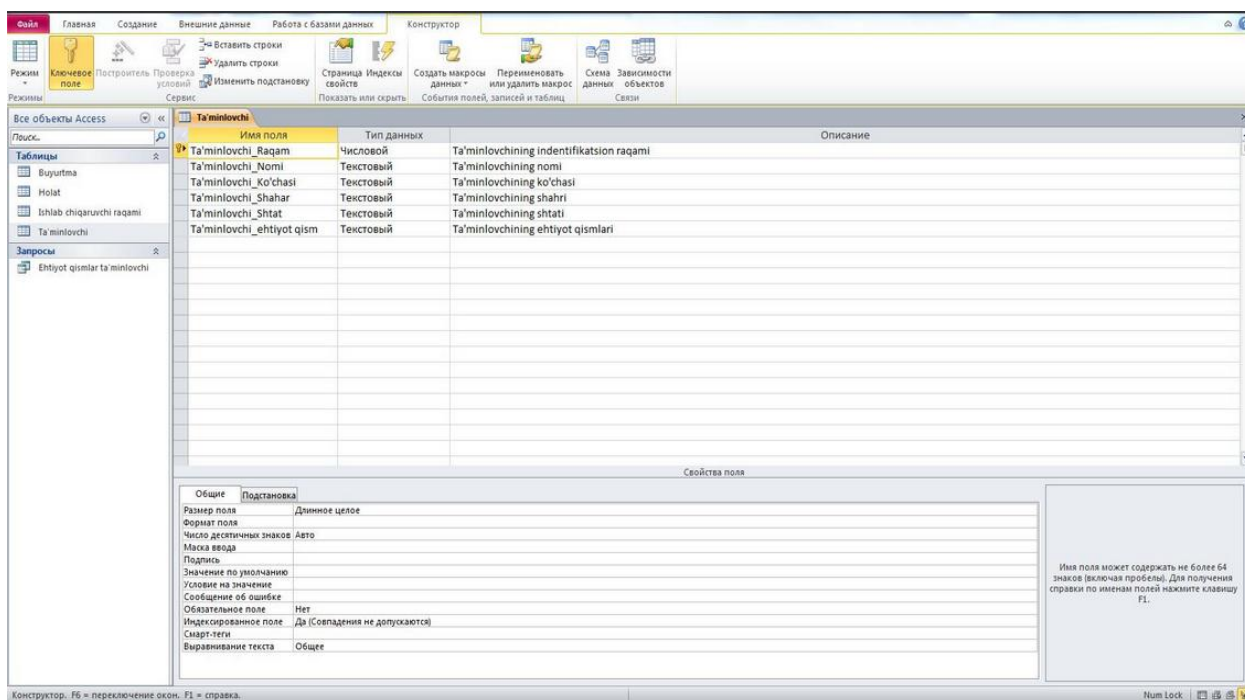 Файл Главная Создание Внешние данные Работа с базами данных Конструктор
Режим
Ключевое поле
Построитель
Проверка условий
Вставить строки
Удалить строки
Изменить подстановку
Страница свойств
Индексы
Создать макросы данных
Переименовать или удалить макрос
Схема данных
Зависимости объектов
Режимы Сервис Показать или скрыть События полей, записей и таблиц Связи
Все объекты Access
Поиск...
Таблицы
Buyurtma
Holat
Ishlab chiqaruvchi raqami
Ta'minlovchi
Запросы
Ehtiyot qismlar ta'minlovchi
Ta'minlovchi
Имя поля Тип данных Описание
Ta'minlovchi_Raqam Числовой Ta'minlovchining indentifikatsion raqami
Ta'minlovchi_Nomi Текстовый Ta'minlovchining nomi
Ta'minlovchi_Ko'chasi Текстовый Ta'minlovchining ko'chasi
Ta'minlovchi_Shahar Текстовый Ta'minlovchining shahri
Ta'minlovchi_Shtat Текстовый Ta'minlovchining shtati
Ta'minlovchi_ehtiyot qism Текстовый Ta'minlovchining ehtiyot qismlari
Свойства поля
Общие Подстановка
Размер поля Длинное целое
Формат поля
Число десятичных знаков Авто
Маска ввода
Подпись
Значение по умолчанию
Условие на значение
Сообщение об ошибке
Обязательное поле Нет
Индексированное поле Да (Совпадения не допускаются)
Смарт-теги
Выравнивание текста Общее
Имя поля может содержать не более 64
знаков (включая пробелы). Для получения
справки по именам полей нажмите клавишу
F1.
Конструктор. F6 = переключение окон. F1 = справка. Num Lock